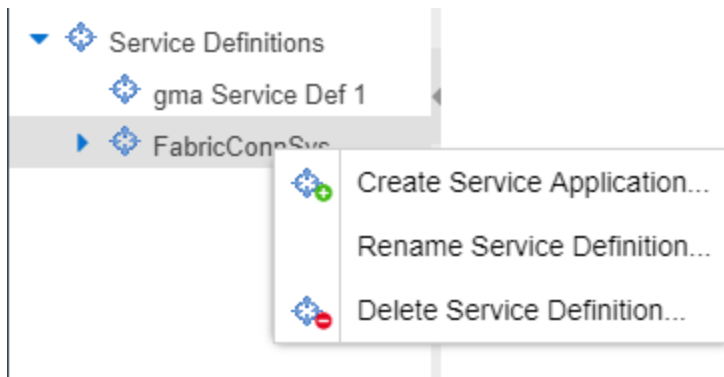 Service Definitions
gma Service Def 1
FabricConnSys
Create Service Application...
Rename Service Definition...
Delete Service Definition...